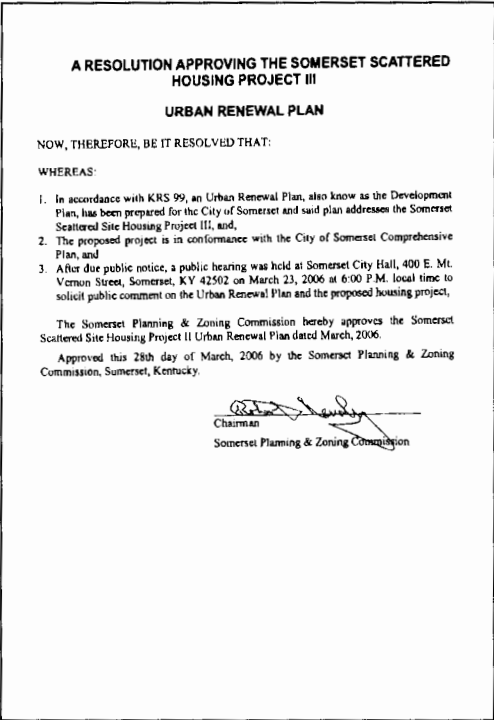 A RESOLUTION APPROVING THE SOMERSET SCATTERED
HOUSING PROJECT III
URBAN RENEWAL PLAN
NOW, THEREFORE, BE IT RESOLVED THAT:
WHEREAS:
1. In accordance with KRS 99, an Urban Renewal Plan, also know as the Development
Plan, has been prepared for the City of Somerset and said plan addresses the Somerset
Scattered Site Housing Project III, and,
2. The proposed project is in conformance with the City of Somerset Comprehensive
Plan, and
3. After due public notice, a public hearing was held at Somerset City Hall, 400 E. Mt.
Vernon Street, Somerset, KY 42502 on March 23, 2006 at 6:00 P.M. local time to
solicit public comment on the Urban Renewal Plan and the proposed housing project,
The Somerset Planning & Zoning Commission hereby approves the Somerset
Scattered Site Housing Project II Urban Renewal Plan dated March, 2006.
Approved this 28th day of March, 2006 by the Somerset Planning & Zoning
Commission, Somerset, Kentucky.
Chairman
Somerset Planning & Zoning Commission